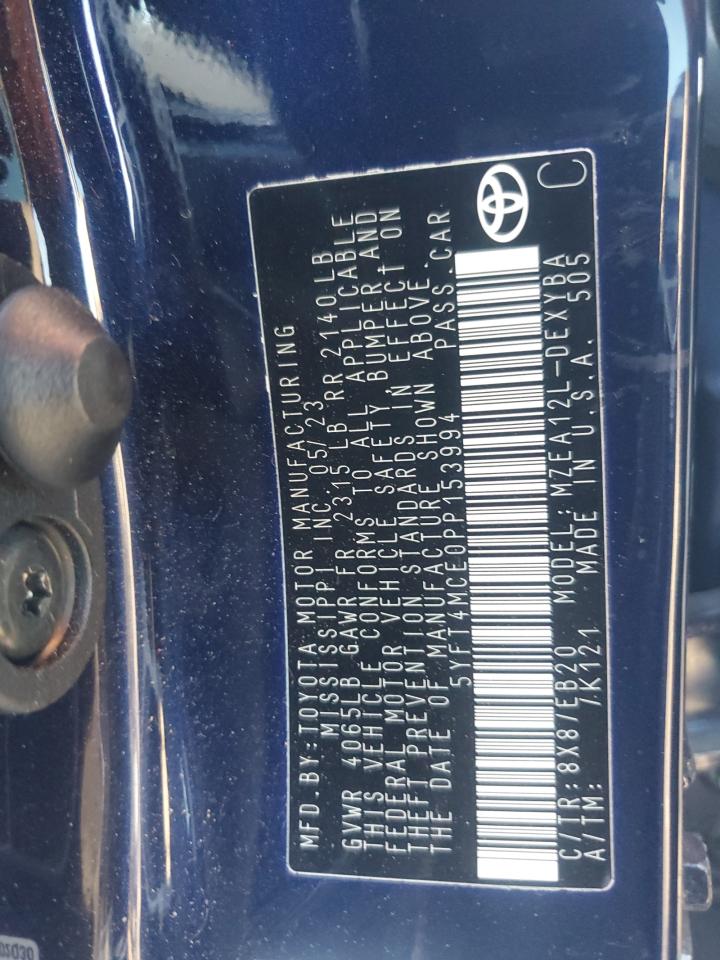 MFD.BY:TOYOTA MOTOR MANUFACTURING
MISSISSIPPI INC.05/23
GVWR 4065LB GAWR FR 2315 LB RR 2140 LB
THIS VEHICLE CONFORMS TO ALL APPLICABLE
FEDERAL MOTOR VEHICLE SAFETY BUMPER AND
THEFT PREVENTION STANDARDS IN EFFECT ON
THE DATE OF MANUFACTURE SHOWN ABOVE.
5YFT4MCE0PP153994 PASS.CAR
C/TR:8X8/EB20 MODEL:MZEA12L-DEXYBA
A/TM: /K121 MADE IN U.S.A. 505
C